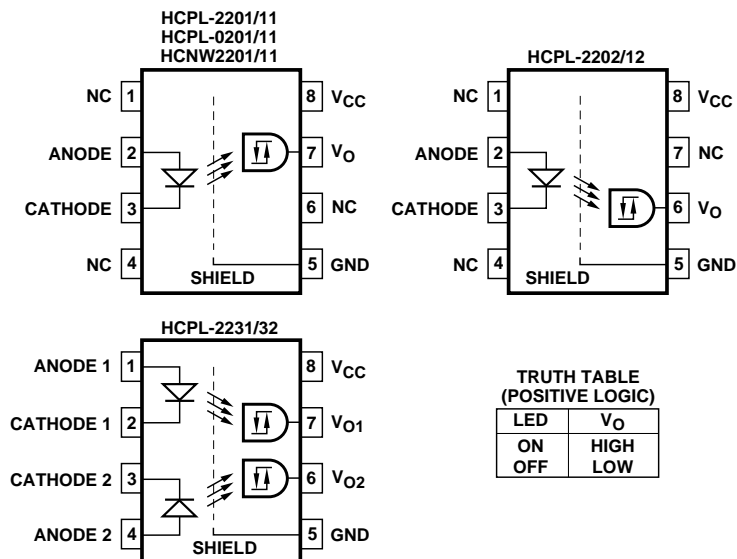 HCPL-2201/11
HCPL-0201/11
HCNW2201/11
NC 1
8 VCC
ANODE 2
7 VO
CATHODE 3
6 NC
NC 4
5 GND
SHIELD
HCPL-2202/12
NC 1
8 VCC
ANODE 2
7 NC
CATHODE 3
6 VO
NC 4
5 GND
SHIELD
HCPL-2231/32
ANODE 1 1
8 VCC
CATHODE 1 2
7 VO1
CATHODE 2 3
6 VO2
ANODE 2 4
5 GND
SHIELD
TRUTH TABLE
(POSITIVE LOGIC)
LED VO
ON HIGH
OFF LOW